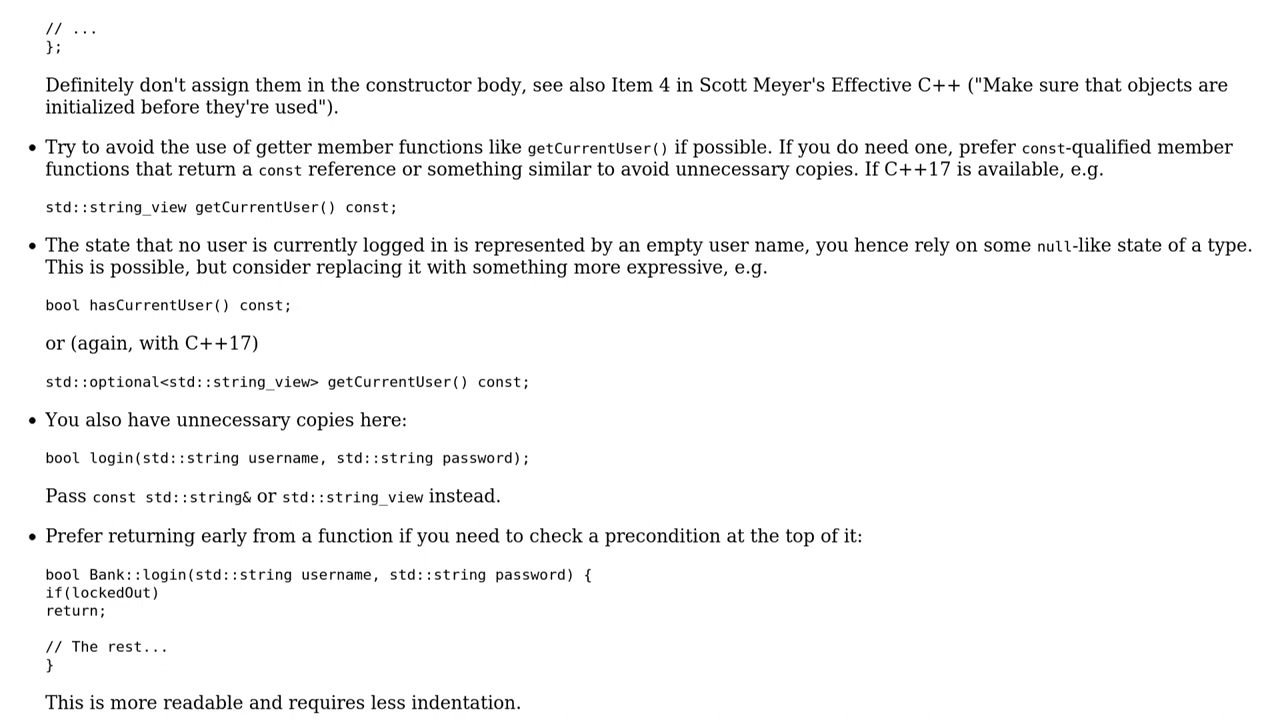 // ...
};
Definitely don't assign them in the constructor body, see also Item 4 in Scott Meyer's Effective C++ ("Make sure that objects are
initialized before they're used").
• Try to avoid the use of getter member functions like getCurrentUser() if possible. If you do need one, prefer const-qualified member
functions that return a const reference or something similar to avoid unnecessary copies. If C++17 is available, e.g.
std::string_view getCurrentUser() const;
• The state that no user is currently logged in is represented by an empty user name, you hence rely on some null-like state of a type.
This is possible, but consider replacing it with something more expressive, e.g.
bool hasCurrentUser() const;
or (again, with C++17)
std::optional<std::string_view> getCurrentUser() const;
• You also have unnecessary copies here:
bool login(std::string username, std::string password);
Pass const std::string& or std::string_view instead.
• Prefer returning early from a function if you need to check a precondition at the top of it:
bool Bank::login(std::string username, std::string password) {
if(lockedOut)
return;
// The rest...
}
This is more readable and requires less indentation.